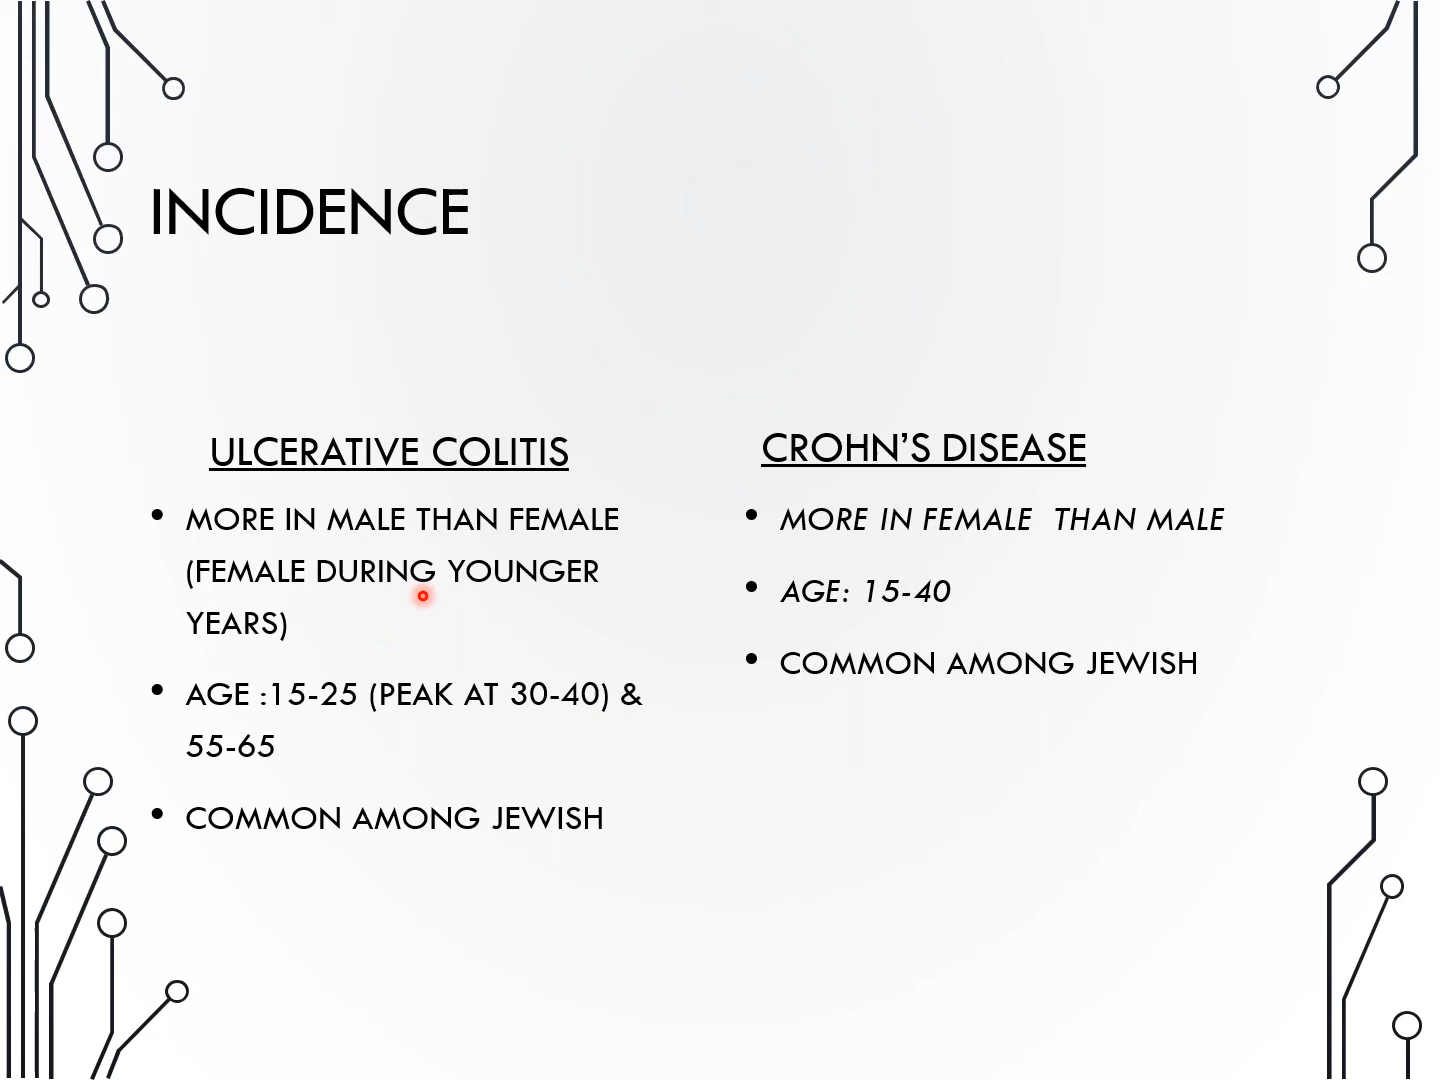 INCIDENCE
ULCERATIVE COLITIS
• MORE IN MALE THAN FEMALE
(FEMALE DURING YOUNGER
YEARS)
• AGE :15-25 (PEAK AT 30-40) &
55-65
• COMMON AMONG JEWISH
CROHN’S DISEASE
• MORE IN FEMALE  THAN MALE
• AGE: 15-40
• COMMON AMONG JEWISH